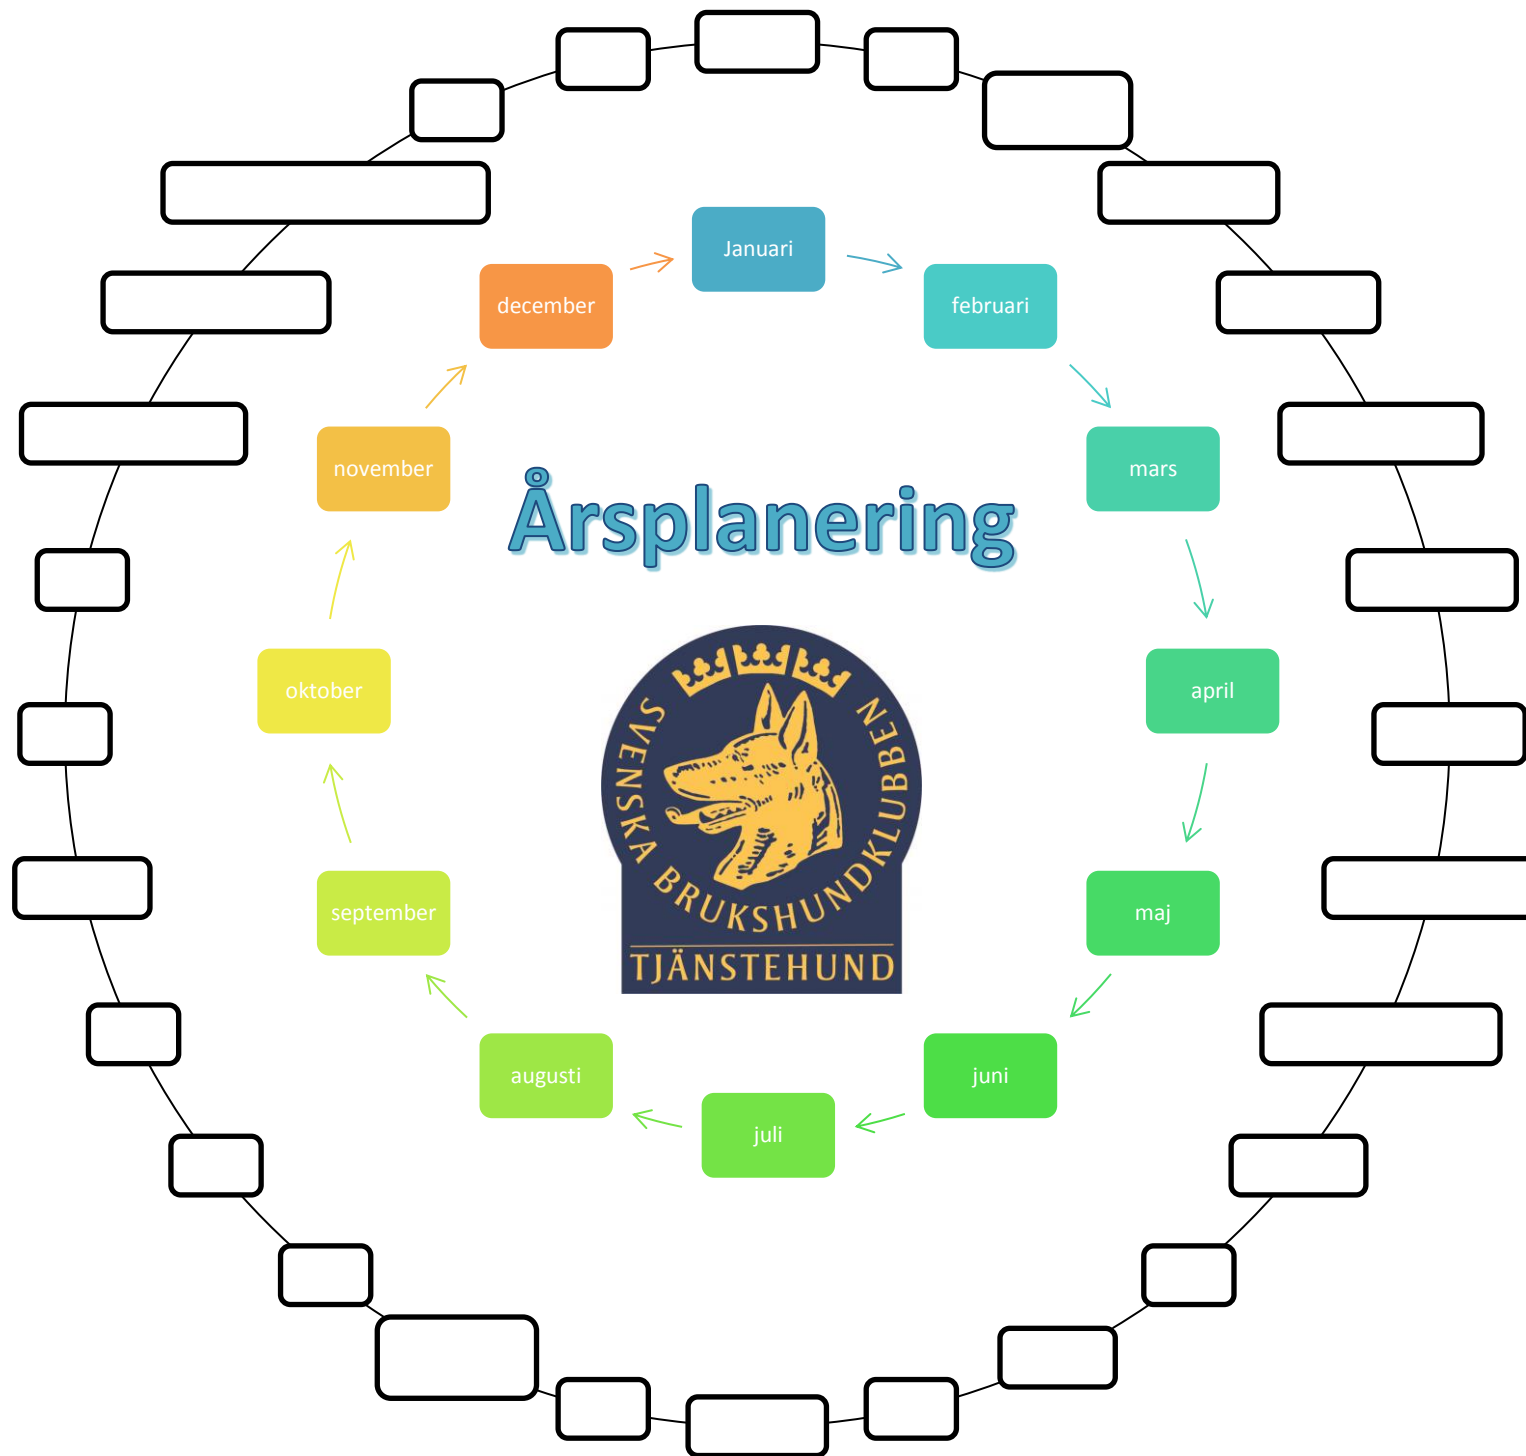 Januari
februari
mars
april
maj
juni
juli
augusti
september
oktober
november
december
Årsplanering
SVENSKA BRUKSHUNDKLUBBEN
TJÄNSTEHUND